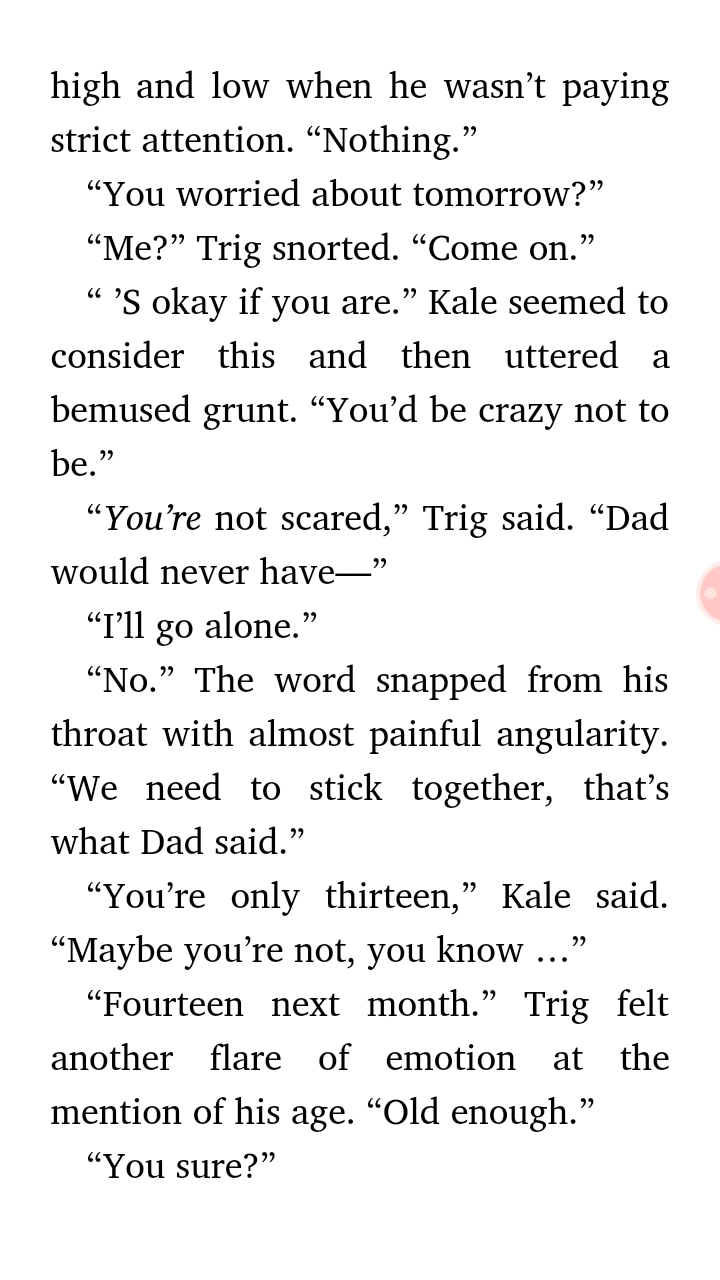 high and low when he wasn’t paying
strict attention. “Nothing.”
“You worried about tomorrow?”
“Me?” Trig snorted. “Come on.”
“ ’S okay if you are.” Kale seemed to
consider this and then uttered a
bemused grunt. “You’d be crazy not to
be.”
“You’re not scared,” Trig said. “Dad
would never have—”
“I’ll go alone.”
“No.” The word snapped from his
throat with almost painful angularity.
“We need to stick together, that’s
what Dad said.”
“You’re only thirteen,” Kale said.
“Maybe you’re not, you know …”
“Fourteen next month.” Trig felt
another flare of emotion at the
mention of his age. “Old enough.”
“You sure?”